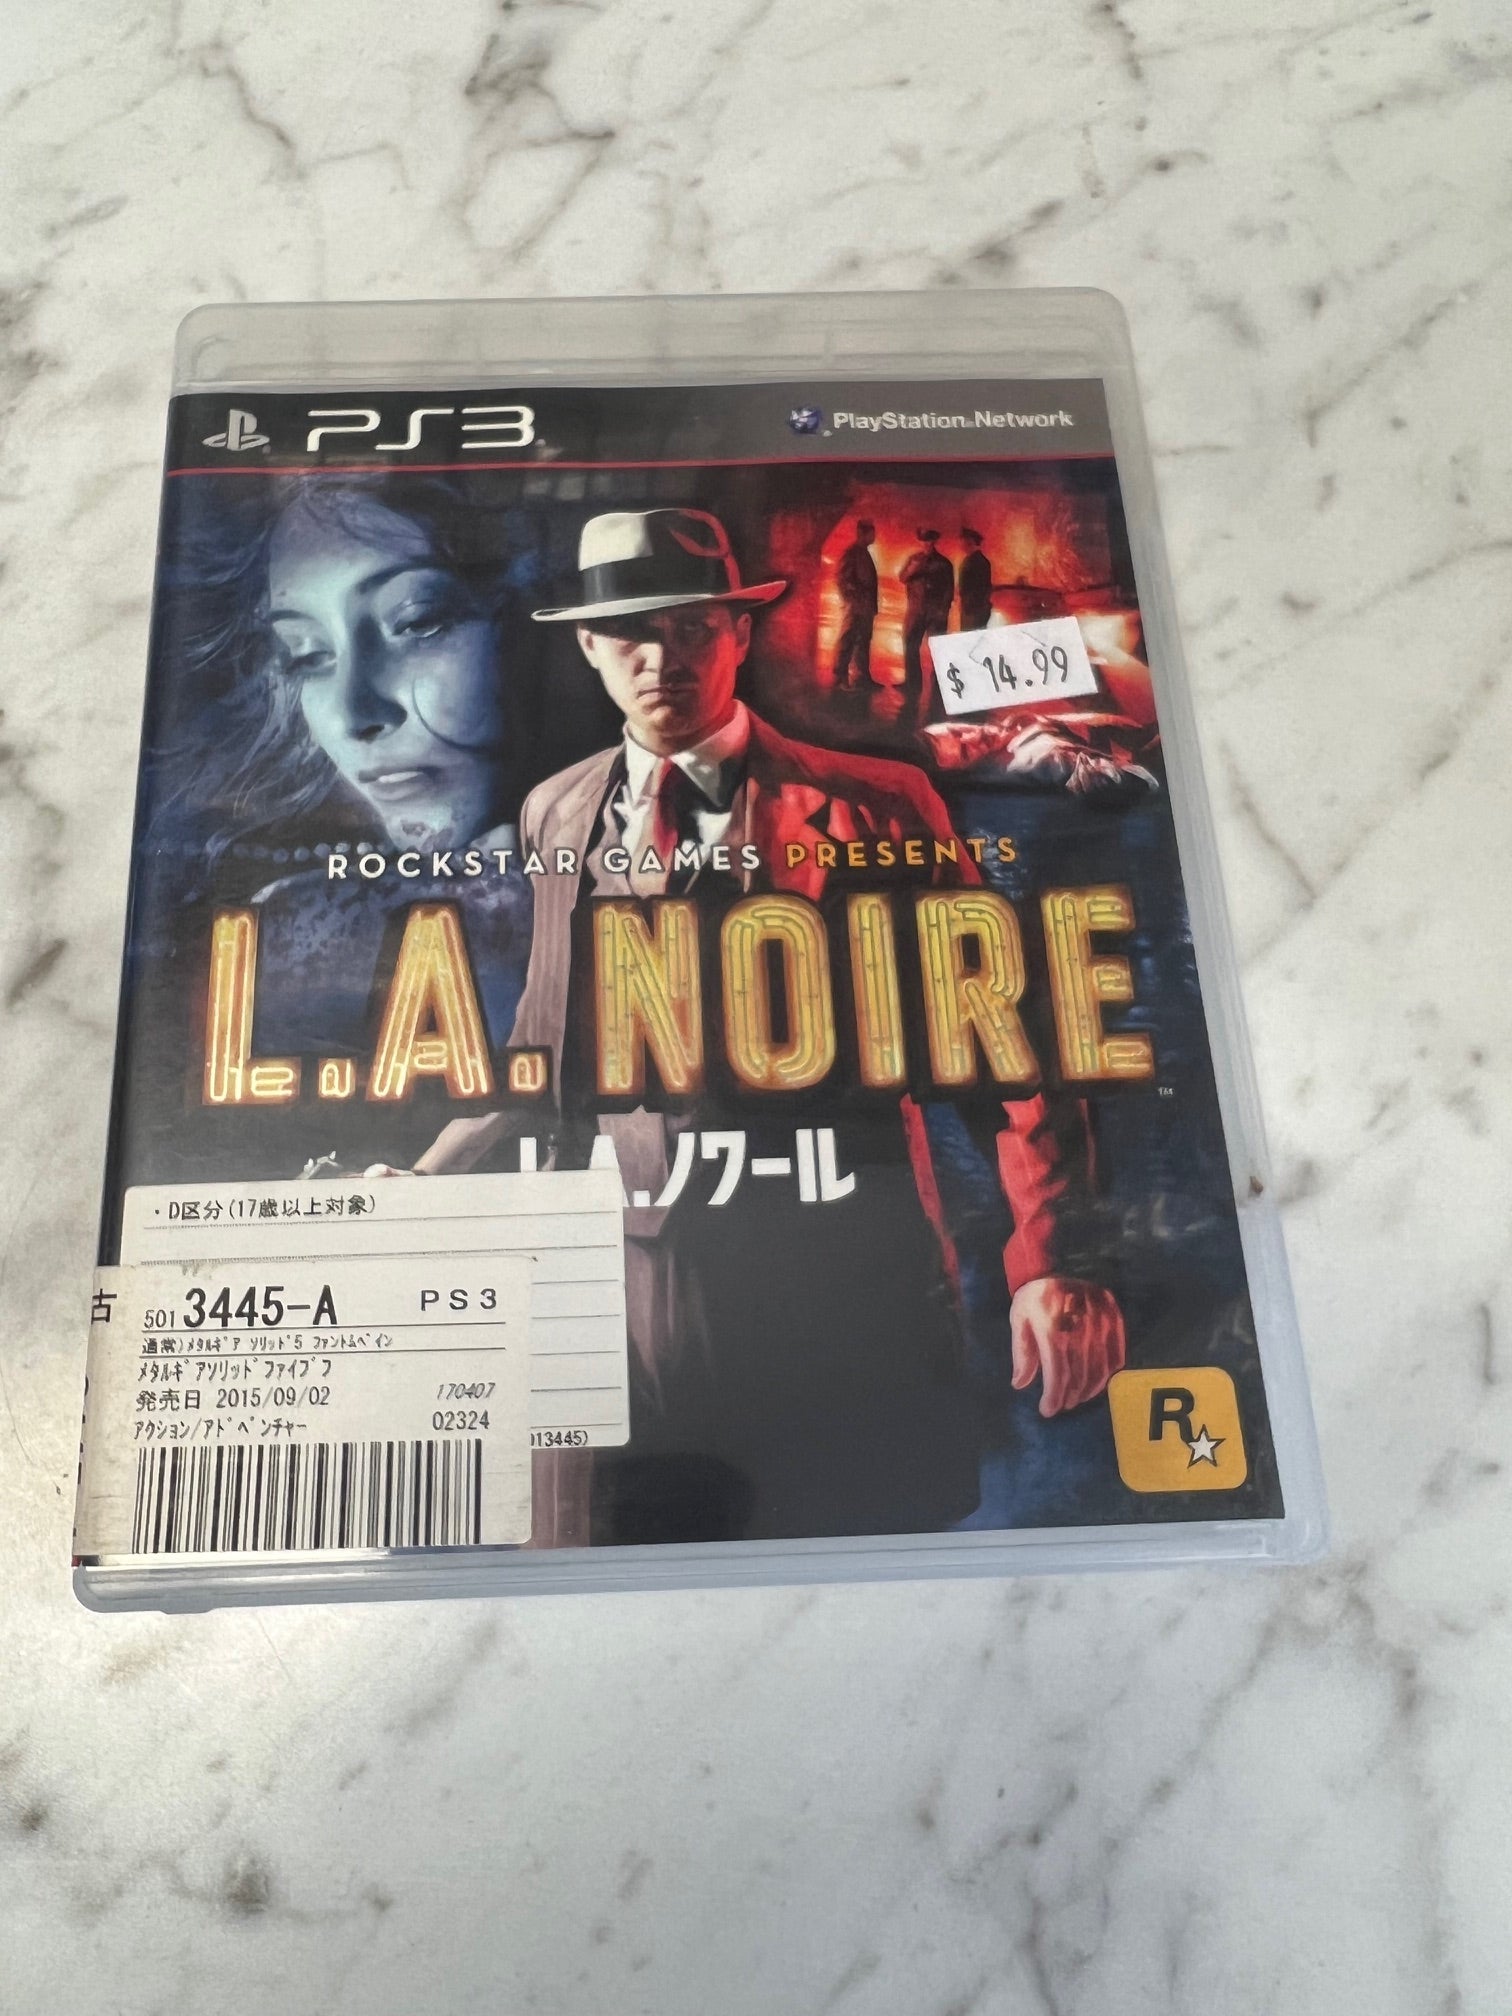 PS3
PlayStation Network
$ 14.99
ROCKSTAR GAMES PRESENTS
L.A. NOIRE
L.A.ノワール
・D区分(17歳以上対象)
古
501 3445-A PS3
通常)ﾒﾀﾙｷﾞｱ ｿﾘｯﾄﾞ5 ﾌｧﾝﾄﾑﾍﾟｲﾝ
ﾒﾀﾙｷﾞｱｿﾘｯﾄﾞﾌｧｲﾌﾞﾌ
発売日 2015/09/02 170407
ｱｸｼｮﾝ/ｱﾄﾞﾍﾞﾝﾁｬｰ 02324
013445)
R